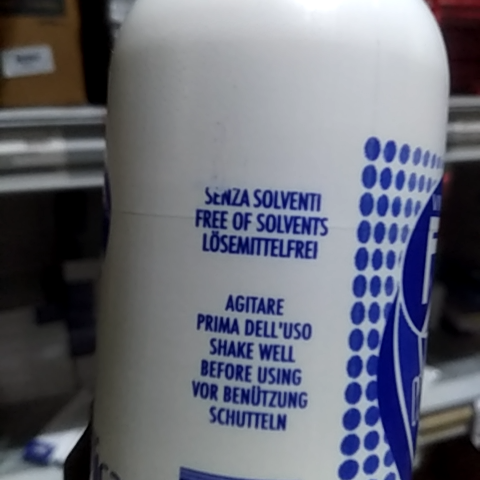 SENZA SOLVENTI
FREE OF SOLVENTS
LÖSEMITTELFREI
AGITARE
PRIMA DELL'USO
SHAKE WELL
BEFORE USING
VOR BENÜTZUNG
SCHUTTELN